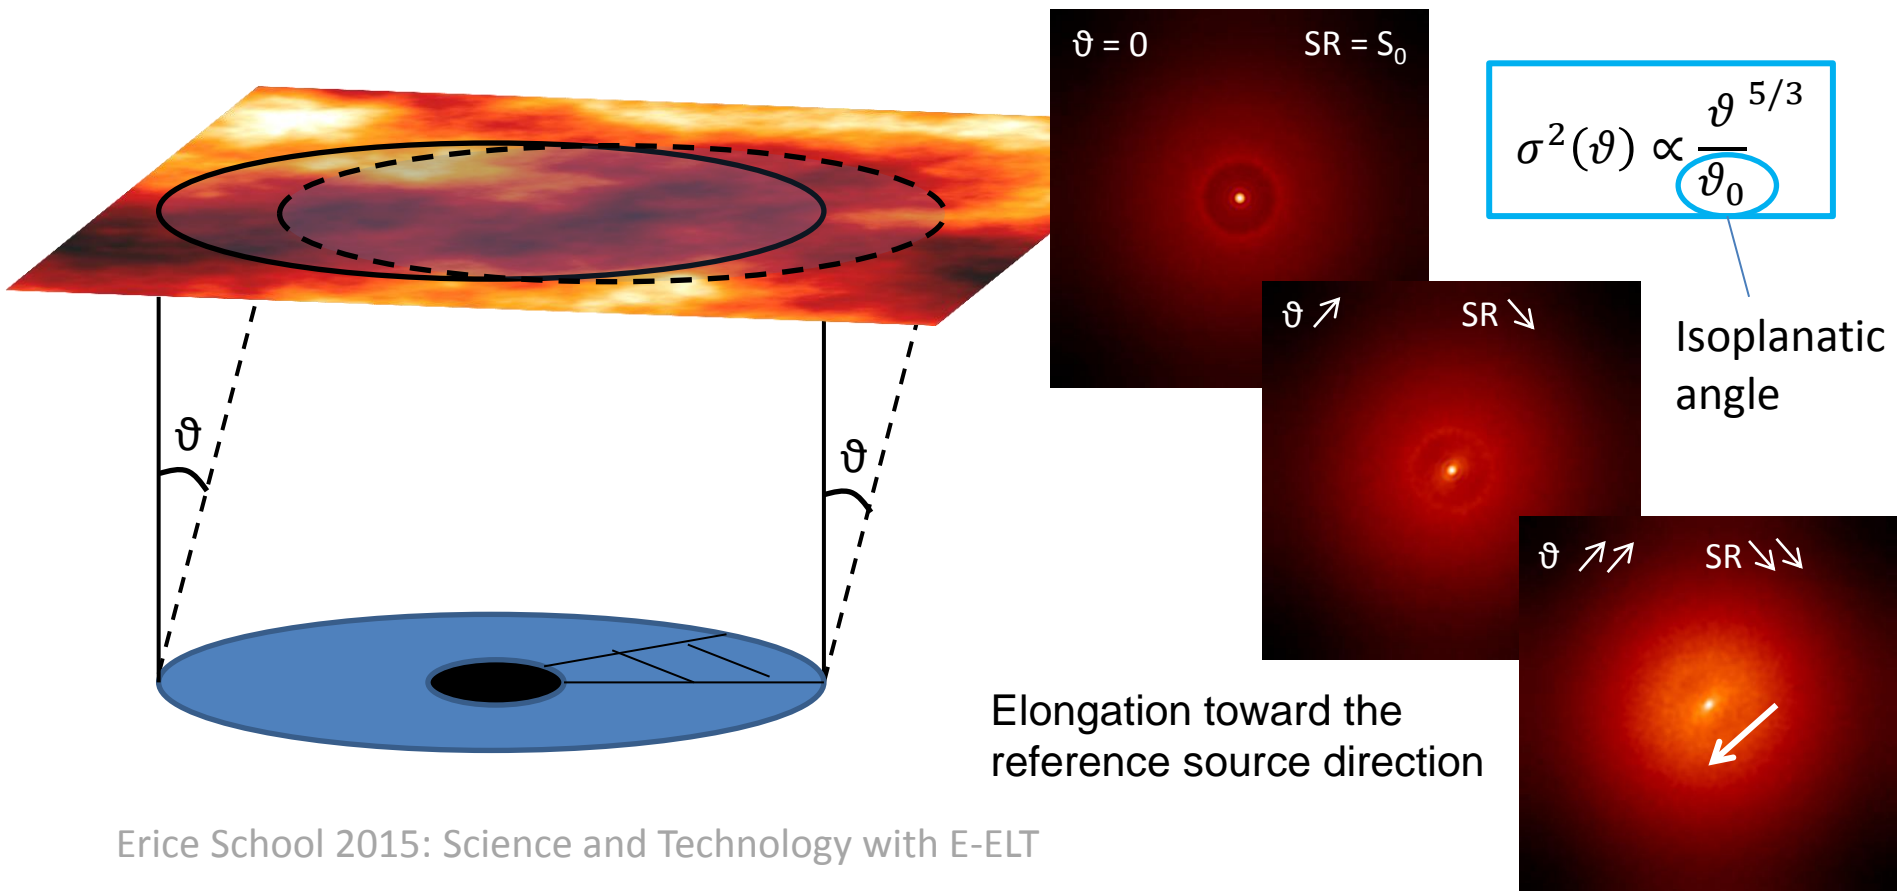 ϑ = 0 SR = S₀
σ²(ϑ) ∝ ϑ ⁵/³ / ϑ₀
ϑ ↗ SR ↘
Isoplanatic
angle
ϑ
ϑ
ϑ ↗↗ SR ↘↘
Elongation toward the
reference source direction
Erice School 2015: Science and Technology with E-ELT